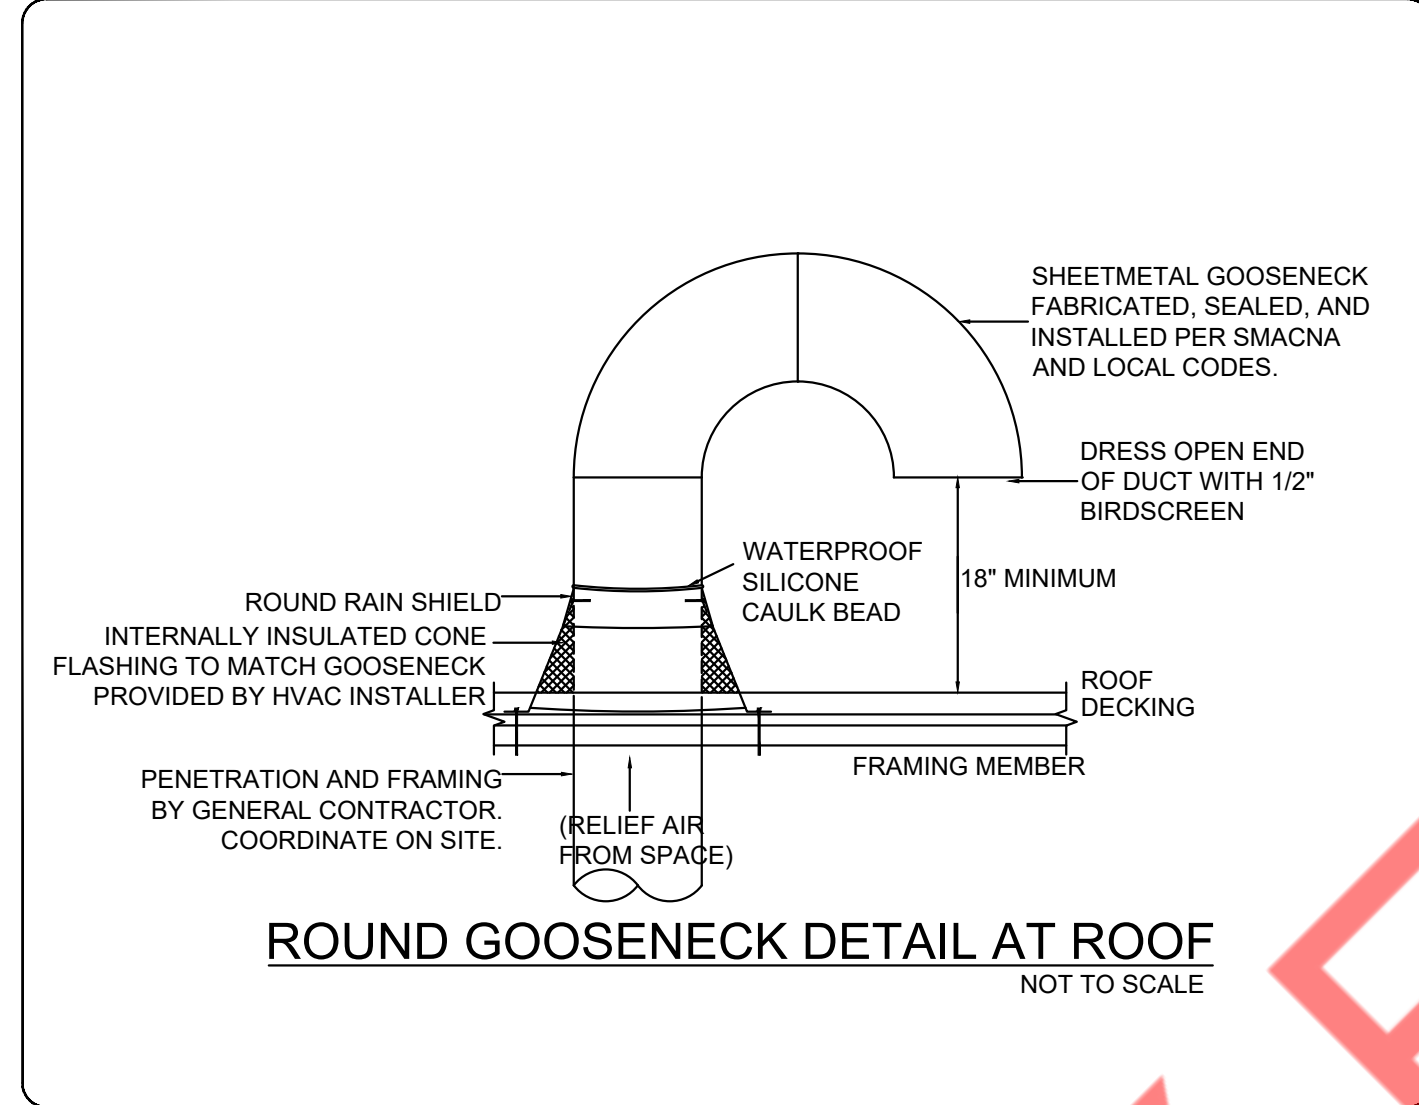 SHEETMETAL GOOSENECK
FABRICATED, SEALED, AND
INSTALLED PER SMACNA
AND LOCAL CODES.
DRESS OPEN END
OF DUCT WITH 1/2"
BIRDSCREEN
WATERPROOF
SILICONE
CAULK BEAD
18" MINIMUM
ROUND RAIN SHIELD
INTERNALLY INSULATED CONE
FLASHING TO MATCH GOOSENECK
PROVIDED BY HVAC INSTALLER
ROOF
DECKING
FRAMING MEMBER
PENETRATION AND FRAMING
BY GENERAL CONTRACTOR.
COORDINATE ON SITE.
(RELIEF AIR
FROM SPACE)
ROUND GOOSENECK DETAIL AT ROOF
NOT TO SCALE